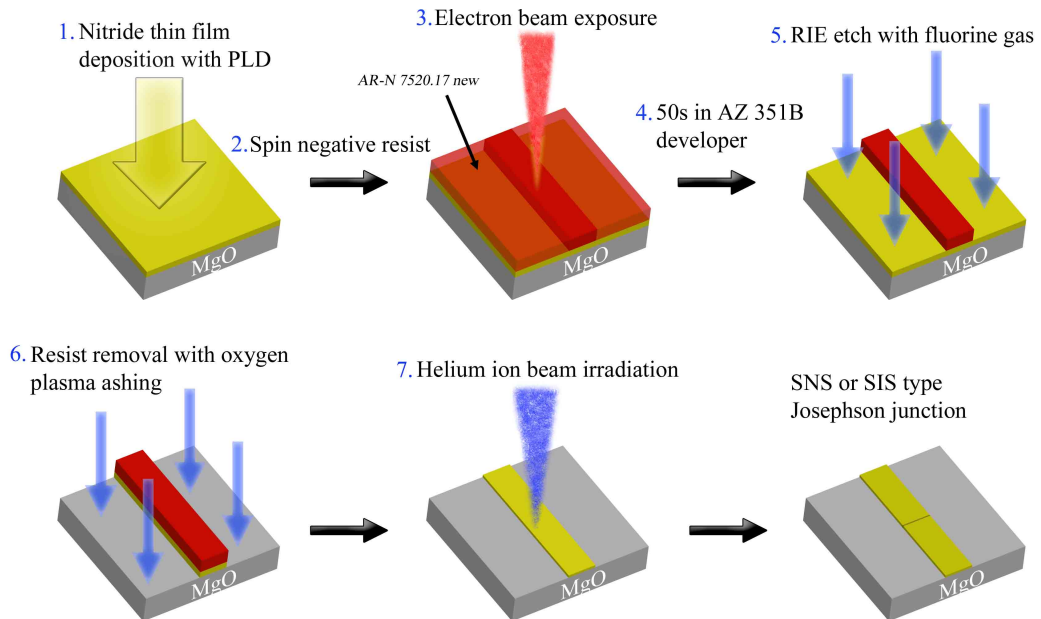 1. Nitride thin film
deposition with PLD
2. Spin negative resist
AR-N 7520.17 new
3. Electron beam exposure
4. 50s in AZ 351B
developer
5. RIE etch with fluorine gas
MgO
MgO
MgO
6. Resist removal with oxygen
plasma ashing
7. Helium ion beam irradiation
SNS or SIS type
Josephson junction
MgO
MgO
MgO